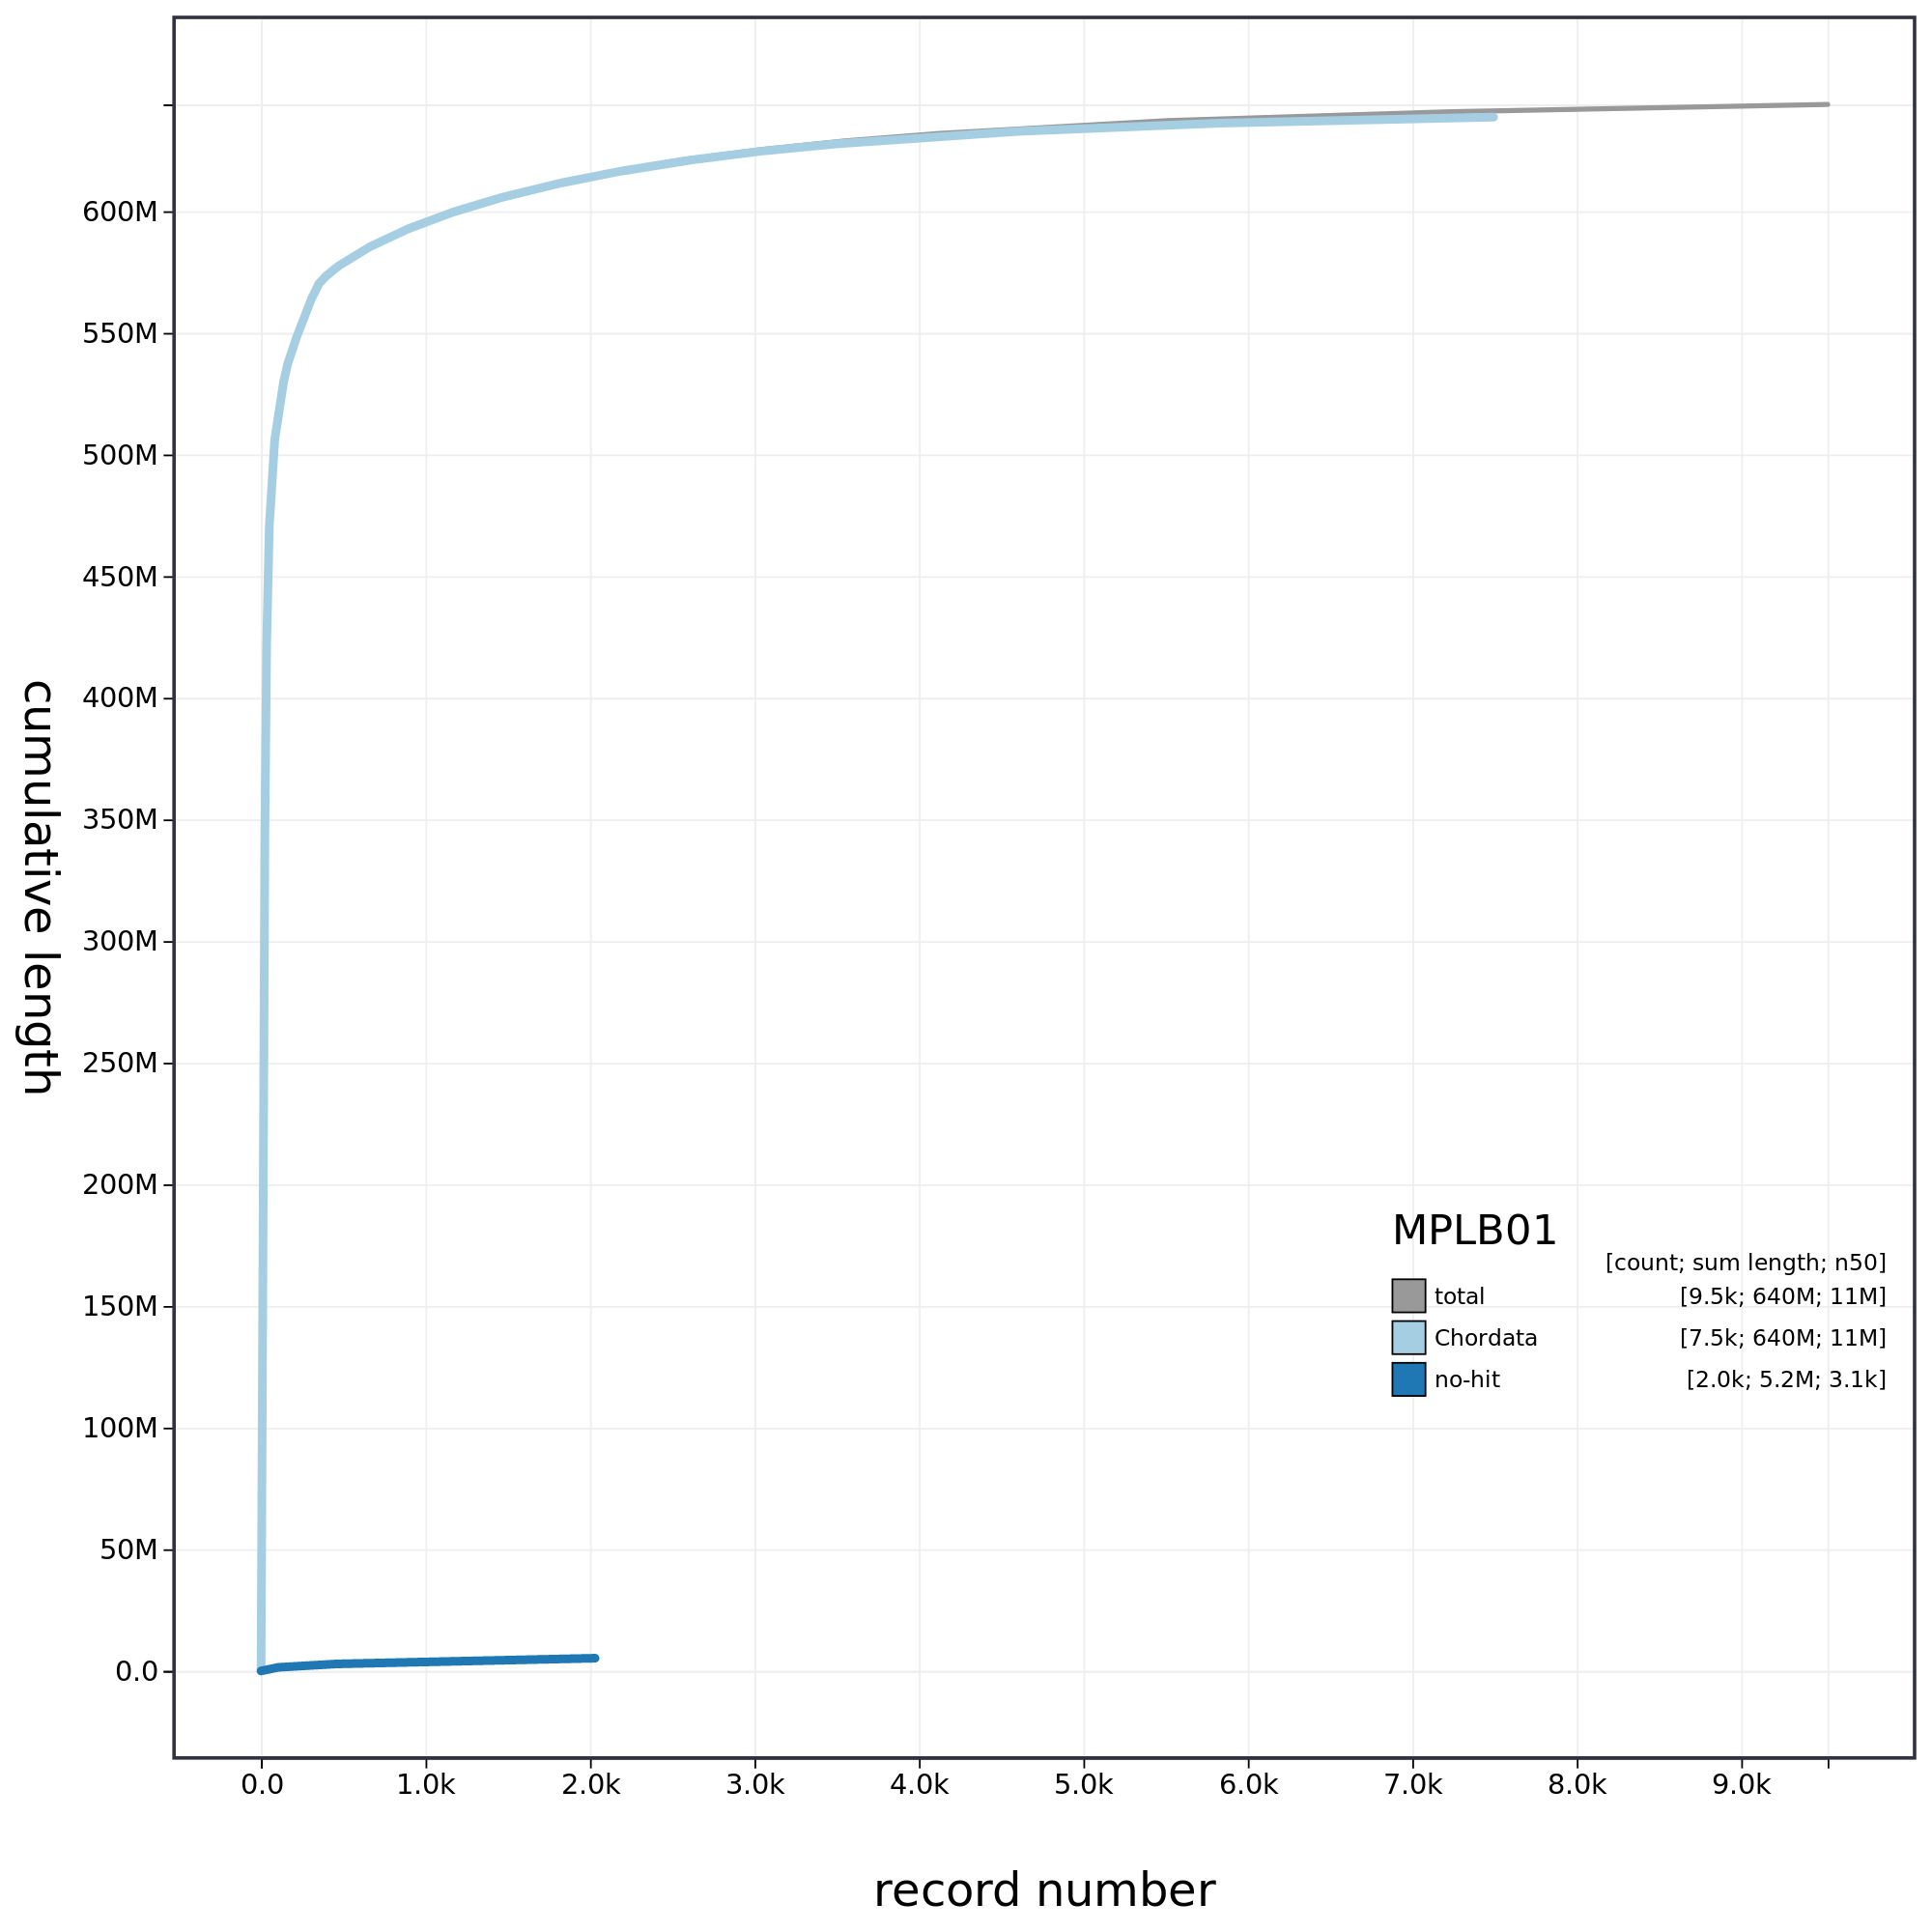 cumulative length
600M
550M
500M
450M
400M
350M
300M
250M
200M
150M
100M
50M
0.0
MPLB01
[count; sum length; n50]
total [9.5k; 640M; 11M]
Chordata [7.5k; 640M; 11M]
no-hit [2.0k; 5.2M; 3.1k]
0.0 1.0k 2.0k 3.0k 4.0k 5.0k 6.0k 7.0k 8.0k 9.0k
record number